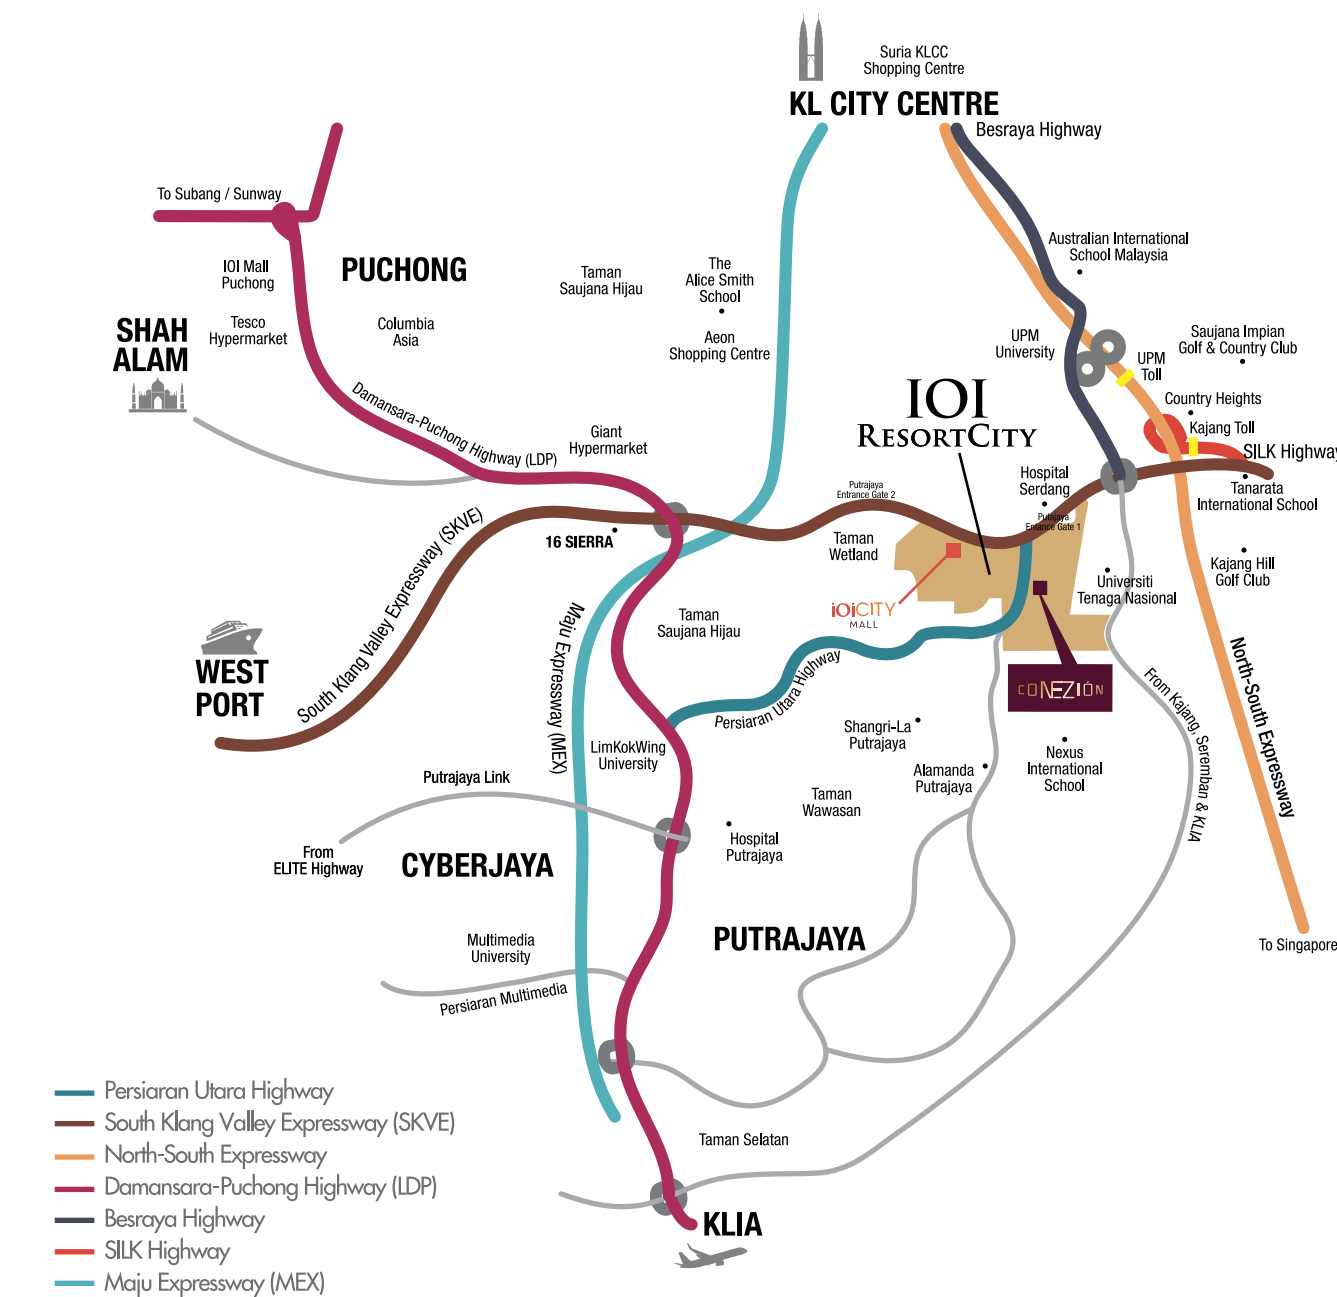 Suria KLCC
Shopping Centre
KL CITY CENTRE
Besraya Highway
To Subang / Sunway
Australian International
School Malaysia
IOI Mall
Puchong
PUCHONG
Taman
Saujana Hijau
The
Alice Smith
School
SHAH
ALAM
Tesco
Hypermarket
Columbia
Asia
Aeon
Shopping Centre
UPM
University
UPM
Toll
Saujana Impian
Golf & Country Club
IOI
RESORTCITY
Country Heights
Kajang Toll
SILK Highway
Damansara-Puchong Highway (LDP)
Giant
Hypermarket
Hospital
Serdang
Putrajaya
Entrance Gate 2
Putajaya
Entance Gate 1
Tanarata
International School
16 SIERRA
Taman
Wetland
Kajang Hill
Golf Club
Universiti
Tenaga Nasional
South Klang Valley Expressway (SKVE)
Maju Expressway (MEX)
Taman
Saujana Hijau
ioiCITY
MALL
WEST
PORT
Persiaran Utara Highway
CONEZIÓN
From Kajang, Seremban & KLIA
North-South Expressway
LimKokWing
University
Shangri-La
Putrajaya
Nexus
International
School
Putrajaya Link
Alamanda
Putrajaya
Taman
Wawasan
From
ELITE Highway
CYBERJAYA
Hospital
Putrajaya
Multimedia
University
PUTRAJAYA
To Singapore
Persiaran Multimedia
Taman Selatan
KLIA
Persiaran Utara Highway
South Klang Valley Expressway (SKVE)
North-South Expressway
Damansara-Puchong Highway (LDP)
Besraya Highway
SILK Highway
Maju Expressway (MEX)